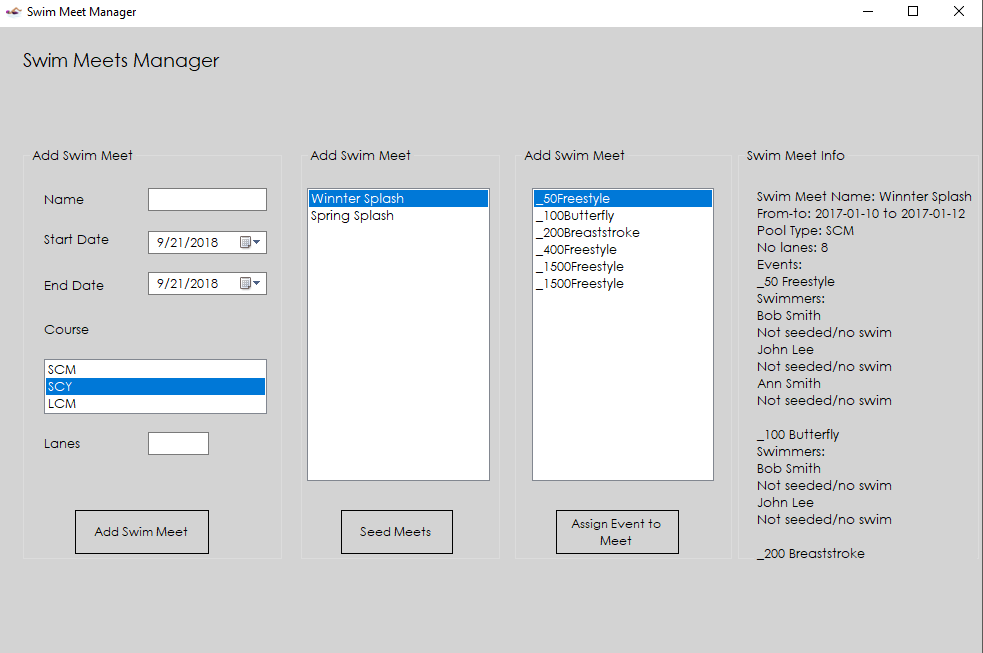 Swim Meet Manager
Swim Meets Manager
Add Swim Meet
Name
Start Date
9/21/2018
End Date
9/21/2018
Course
SCM
SCY
LCM
Lanes
Add Swim Meet
Add Swim Meet
Winnter Splash
Spring Splash
Seed Meets
Add Swim Meet
_50Freestyle
_100Butterfly
_200Breaststroke
_400Freestyle
_1500Freestyle
_1500Freestyle
Assign Event to
Meet
Swim Meet Info
Swim Meet Name: Winnter Splash
From-to: 2017-01-10 to 2017-01-12
Pool Type: SCM
No lanes: 8
Events:
_50 Freestyle
Swimmers:
Bob Smith
Not seeded/no swim
John Lee
Not seeded/no swim
Ann Smith
Not seeded/no swim
_100 Butterfly
Swimmers:
Bob Smith
Not seeded/no swim
John Lee
Not seeded/no swim
_200 Breaststroke